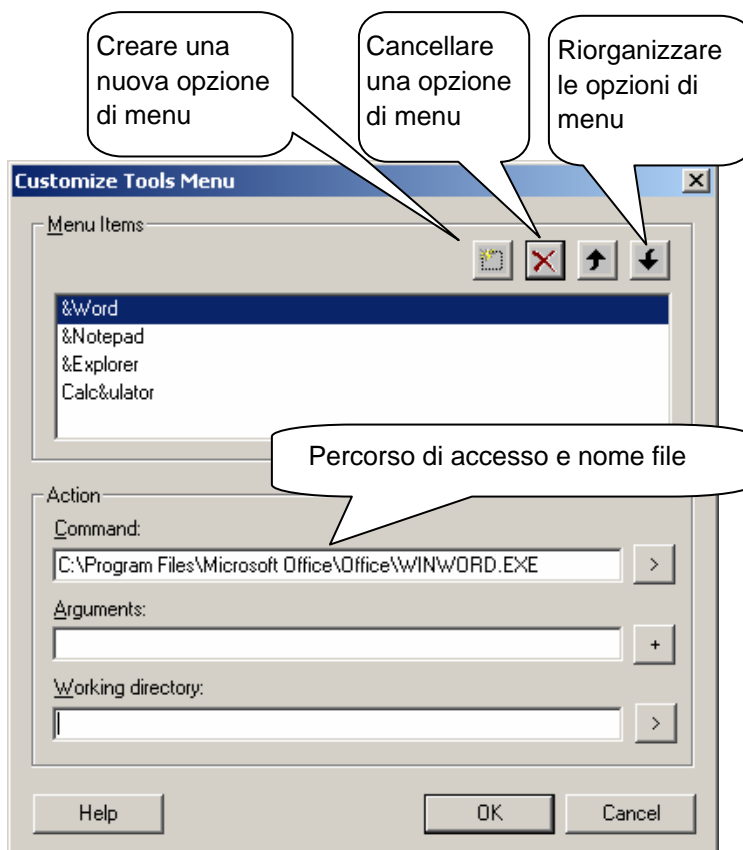 Creare una
nuova opzione
di menu
Cancellare
una opzione
di menu
Riorganizzare
le opzioni di
menu
Customize Tools Menu
Menu Items
&Word
&Notepad
&Explorer
Calc&ulator
Percorso di accesso e nome file
Action
Command:
C:\Program Files\Microsoft Office\Office\WINWORD.EXE
>
Arguments:
+
Working directory:
>
Help
OK
Cancel